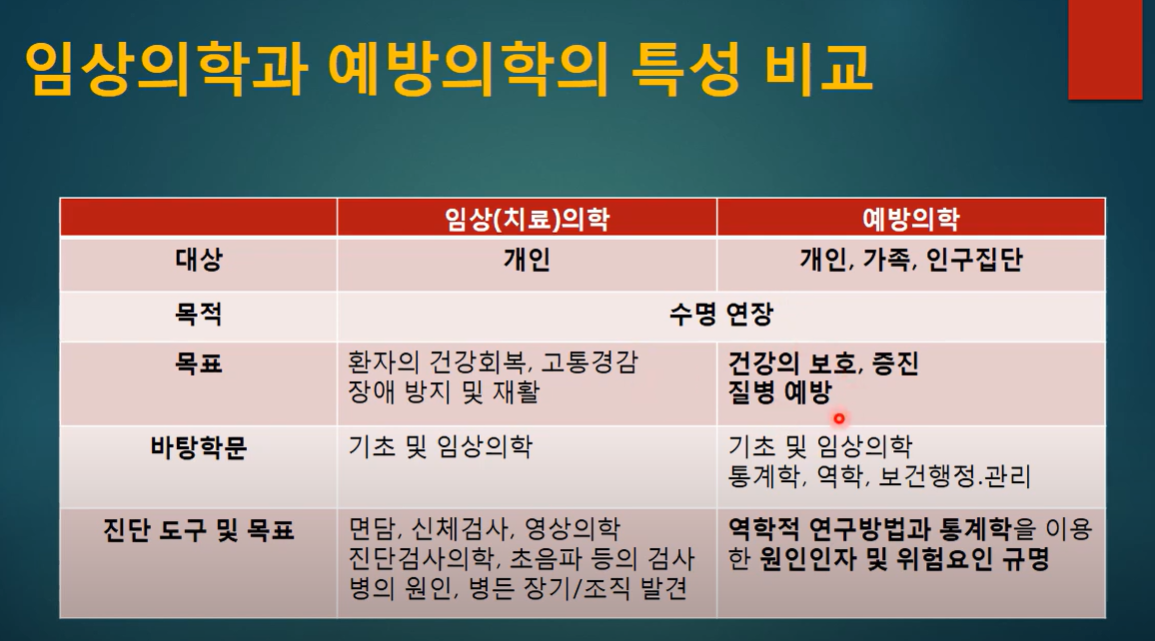 임상의학과 예방의학의 특성 비교
임상(치료)의학 예방의학
대상 개인 개인, 가족, 인구집단
목적 수명 연장
목표 환자의 건강회복, 고통경감 건강의 보호, 증진
장애 방지 및 재활 질병 예방
바탕학문 기초 및 임상의학 기초 및 임상의학
통계학, 역학, 보건행정.관리
진단 도구 및 목표 면담, 신체검사, 영상의학 역학적 연구방법과 통계학을 이용
진단검사의학, 초음파 등의 검사 한 원인인자 및 위험요인 규명
병의 원인, 병든 장기/조직 발견